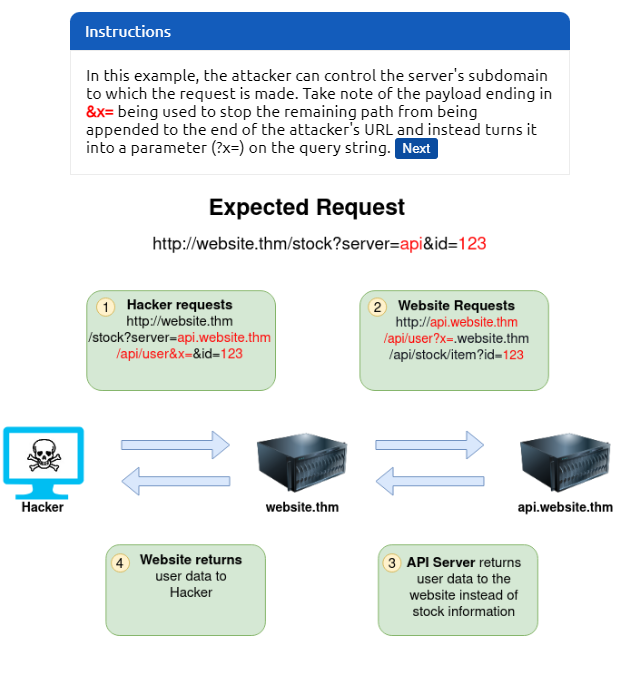 Instructions
In this example, the attacker can control the server's subdomain
to which the request is made. Take note of the payload ending in
&x= being used to stop the remaining path from being
appended to the end of the attacker's URL and instead turns it
into a parameter (?x=) on the query string. Next
Expected Request
http://website.thm/stock?server=api&id=123
1 Hacker requests
http://website.thm
/stock?server=api.website.thm
/api/user&x=&id=123
2 Website Requests
http://api.website.thm
/api/user?x=.website.thm
/api/stock/item?id=123
Hacker
website.thm
api.website.thm
4 Website returns
user data to
Hacker
3 API Server returns
user data to the
website instead of
stock information